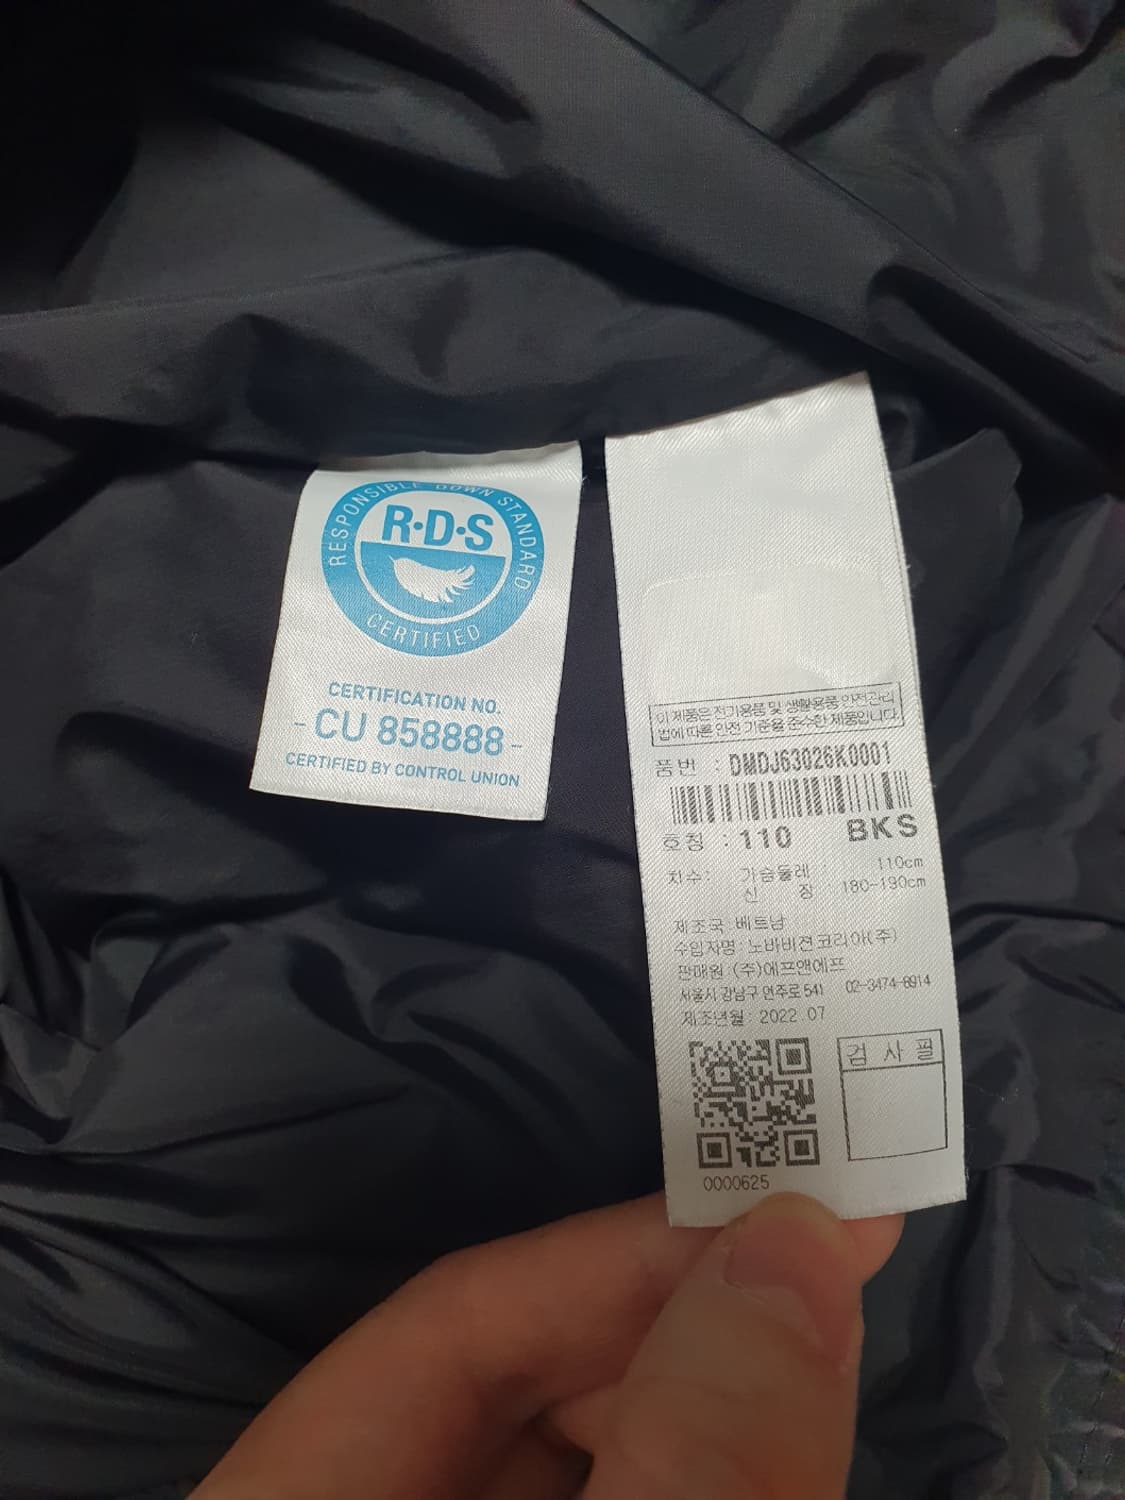 RESPONSIBLE DOWN STANDARD
R·D·S
CERTIFIED
CERTIFICATION NO.
- CU 858888 -
CERTIFIED BY CONTROL UNION
이 제품은 전기용품 및 생활용품 안전관리
법에 따른 안전 기준을 준수한 제품입니다
품번 : DMDJ63026K0001
호칭 : 110 BKS
치수: 가슴둘레 : 110cm
신 장 : 180-190cm
제조국:베트남
수입자명:노바비젼코리아(주)
판매원 (주)에프앤에프
서울시 강남구 언주로 541 02-3474-8914
제조년월: 2022.07
검 사 필
0000625